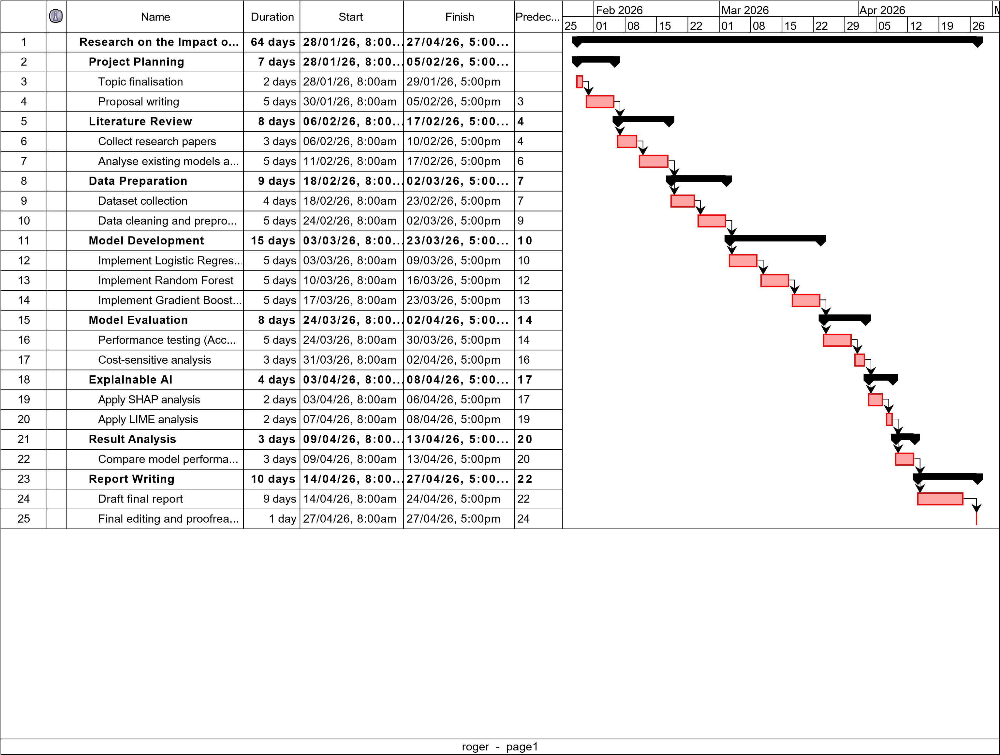 Name Duration Start Finish Predec... Feb 2026 Mar 2026 Apr 2026 M
25 01 08 15 22 01 08 15 22 29 05 12 19 26
1 Research on the Impact o... 64 days 28/01/26, 8:00... 27/04/26, 5:00...
2 Project Planning 7 days 28/01/26, 8:00... 05/02/26, 5:00...
3 Topic finalisation 2 days 28/01/26, 8:00am 29/01/26, 5:00pm
4 Proposal writing 5 days 30/01/26, 8:00am 05/02/26, 5:00pm 3
5 Literature Review 8 days 06/02/26, 8:00... 17/02/26, 5:00... 4
6 Collect research papers 3 days 06/02/26, 8:00am 10/02/26, 5:00pm 4
7 Analyse existing models a... 5 days 11/02/26, 8:00am 17/02/26, 5:00pm 6
8 Data Preparation 9 days 18/02/26, 8:00... 02/03/26, 5:00... 7
9 Dataset collection 4 days 18/02/26, 8:00am 23/02/26, 5:00pm 7
10 Data cleaning and prepro... 5 days 24/02/26, 8:00am 02/03/26, 5:00pm 9
11 Model Development 15 days 03/03/26, 8:00... 23/03/26, 5:00... 10
12 Implement Logistic Regres... 5 days 03/03/26, 8:00am 09/03/26, 5:00pm 10
13 Implement Random Forest 5 days 10/03/26, 8:00am 16/03/26, 5:00pm 12
14 Implement Gradient Boost... 5 days 17/03/26, 8:00am 23/03/26, 5:00pm 13
15 Model Evaluation 8 days 24/03/26, 8:00... 02/04/26, 5:00... 14
16 Performance testing (Acc... 5 days 24/03/26, 8:00am 30/03/26, 5:00pm 14
17 Cost-sensitive analysis 3 days 31/03/26, 8:00am 02/04/26, 5:00pm 16
18 Explainable AI 4 days 03/04/26, 8:00... 08/04/26, 5:00... 17
19 Apply SHAP analysis 2 days 03/04/26, 8:00am 06/04/26, 5:00pm 17
20 Apply LIME analysis 2 days 07/04/26, 8:00am 08/04/26, 5:00pm 19
21 Result Analysis 3 days 09/04/26, 8:00... 13/04/26, 5:00... 20
22 Compare model performa... 3 days 09/04/26, 8:00am 13/04/26, 5:00pm 20
23 Report Writing 10 days 14/04/26, 8:00... 27/04/26, 5:00... 22
24 Draft final report 9 days 14/04/26, 8:00am 24/04/26, 5:00pm 22
25 Final editing and proofrea... 1 day 27/04/26, 8:00am 27/04/26, 5:00pm 24
roger - page1